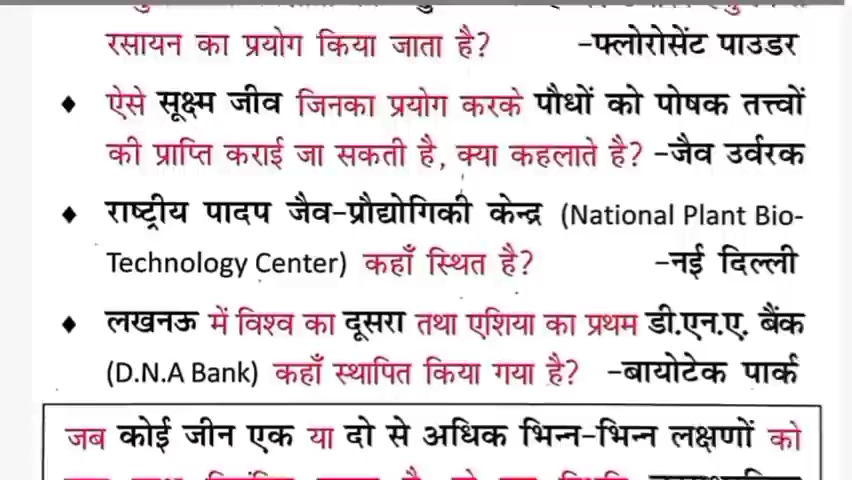 रसायन का प्रयोग किया जाता है? -फ्लोरोसेंट पाउडर
♦ ऐसे सूक्ष्म जीव जिनका प्रयोग करके पौधों को पोषक तत्त्वों
की प्राप्ति कराई जा सकती है, क्या कहलाते है? -जैव उर्वरक
♦ राष्ट्रीय पादप जैव-प्रौद्योगिकी केन्द्र (National Plant Bio-
Technology Center) कहाँ स्थित है? -नई दिल्ली
♦ लखनऊ में विश्व का दूसरा तथा एशिया का प्रथम डी.एन.ए. बैंक
(D.N.A Bank) कहाँ स्थापित किया गया है? -बायोटेक पार्क
जब कोई जीन एक या दो से अधिक भिन्न-भिन्न लक्षणों को